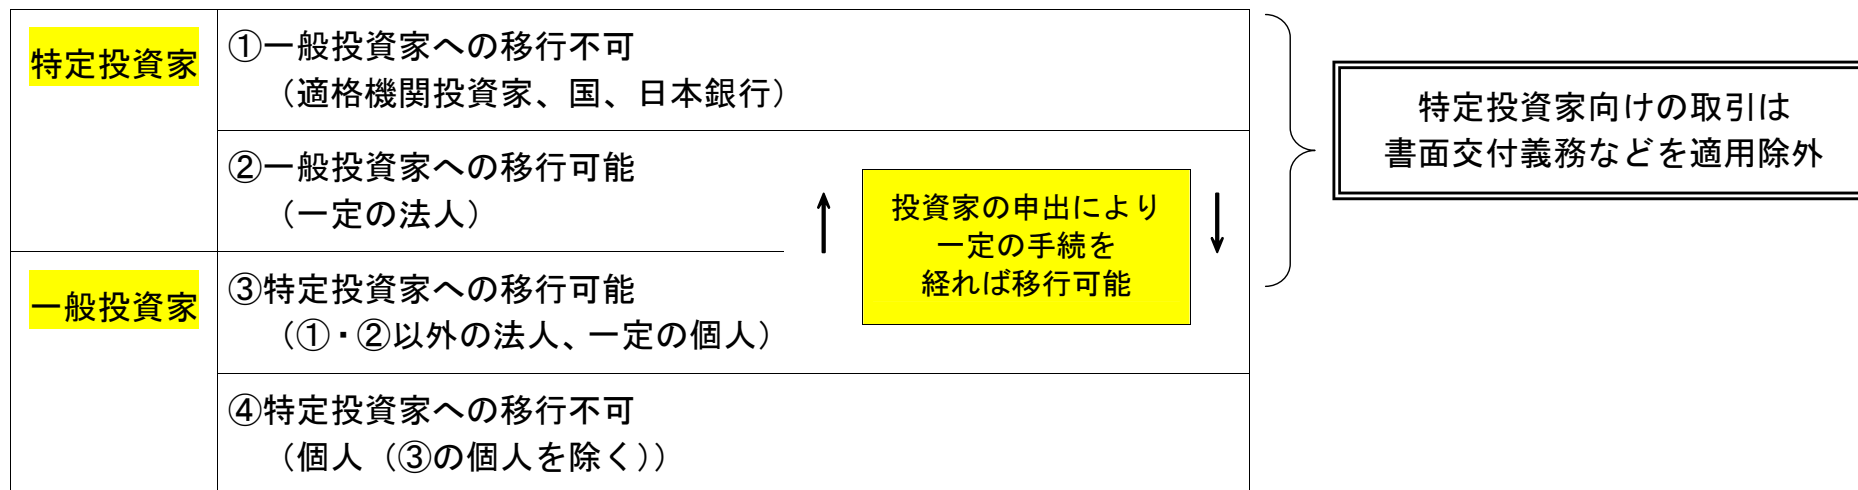 特定投資家
①一般投資家への移行不可
（適格機関投資家、国、日本銀行）
②一般投資家への移行可能
（一定の法人）
一般投資家
③特定投資家への移行可能
（①・②以外の法人、一定の個人）
④特定投資家への移行不可
（個人（③の個人を除く））
↑
投資家の申出により
一定の手続を
経れば移行可能
↓
特定投資家向けの取引は
書面交付義務などを適用除外